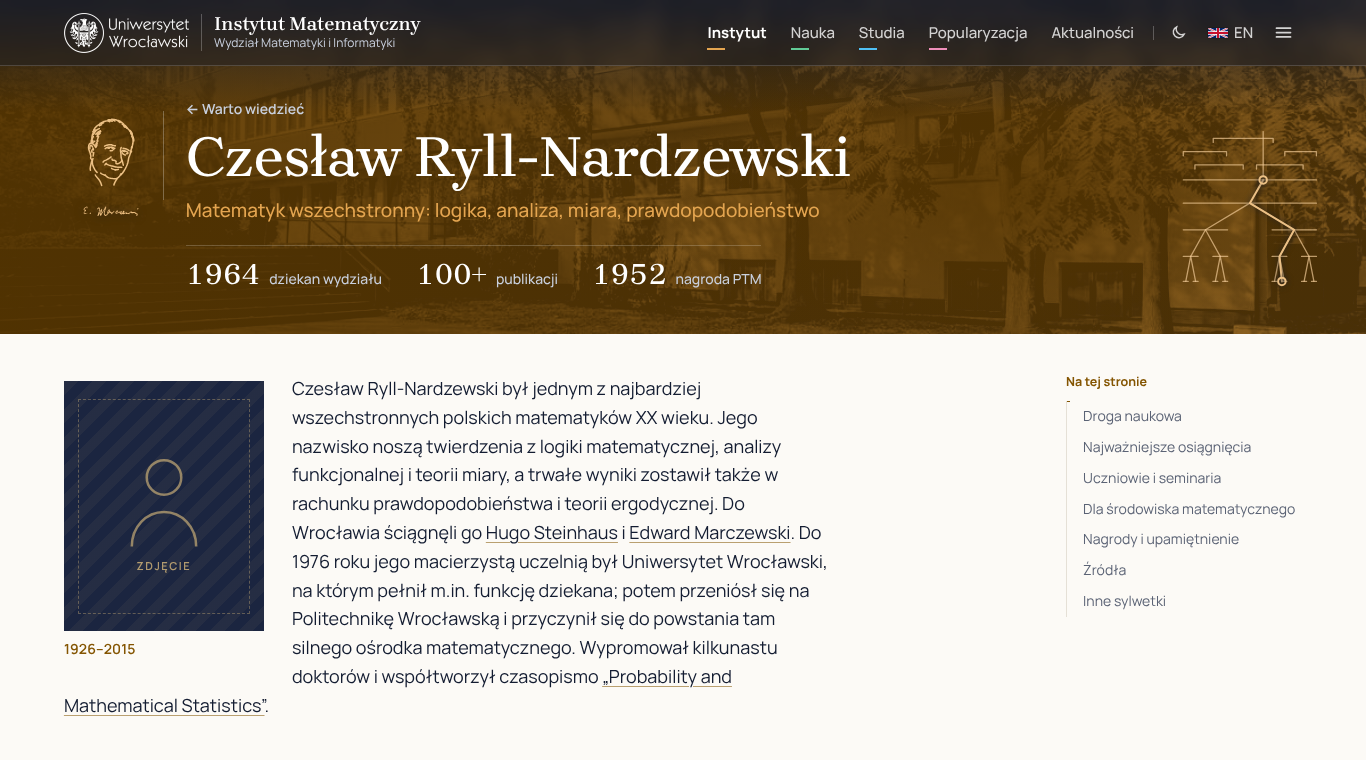 Uniwersytet
Wrocławski
Instytut Matematyczny
Wydział Matematyki i Informatyki
Instytut
Nauka
Studia
Popularyzacja
Aktualności
EN
← Warto wiedzieć
Czesław Ryll-Nardzewski
Matematyk wszechstronny: logika, analiza, miara, prawdopodobieństwo
1964 dziekan wydziału
100+ publikacji
1952 nagroda PTM
ZDJĘCIE
1926–2015
Czesław Ryll-Nardzewski był jednym z najbardziej
wszechstronnych polskich matematyków XX wieku. Jego
nazwisko noszą twierdzenia z logiki matematycznej, analizy
funkcjonalnej i teorii miary, a trwałe wyniki zostawił także w
rachunku prawdopodobieństwa i teorii ergodycznej. Do
Wrocławia ściągnęli go Hugo Steinhaus i Edward Marczewski. Do
1976 roku jego macierzystą uczelnią był Uniwersytet Wrocławski,
na którym pełnił m.in. funkcję dziekana; potem przeniósł się na
Politechnikę Wrocławską i przyczynił się do powstania tam
silnego ośrodka matematycznego. Wypromował kilkunastu
doktorów i współtworzył czasopismo „Probability and
Mathematical Statistics”.
Na tej stronie
Droga naukowa
Najważniejsze osiągnięcia
Uczniowie i seminaria
Dla środowiska matematycznego
Nagrody i upamiętnienie
Źródła
Inne sylwetki